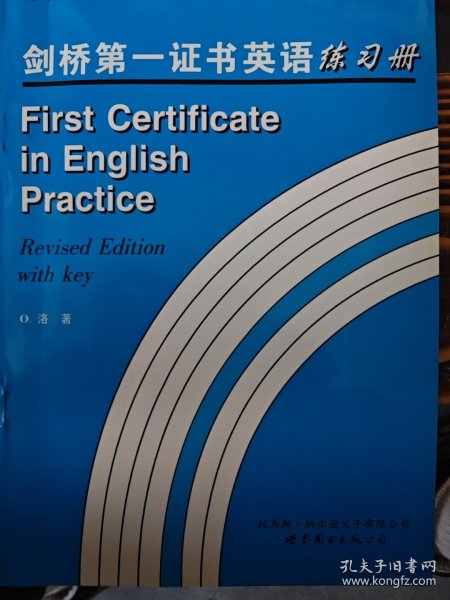 剑桥第一证书英语练习册
First Certificate
in English
Practice
Revised Edition
with key
O. 洛 著
托马斯·纳尔逊父子有限公司
世界图书出版公司
孔夫子旧书网
www.kongfz.com